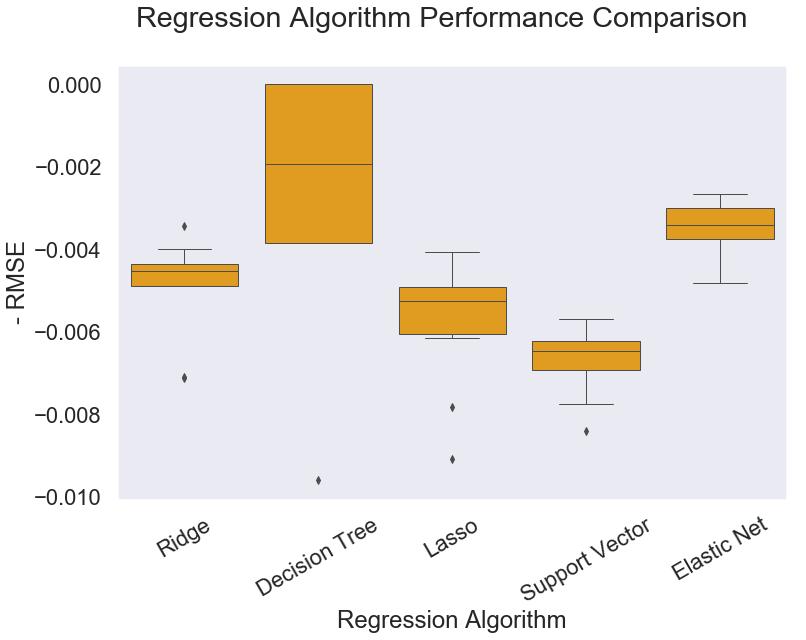 Regression Algorithm Performance Comparison
- RMSE
0.000
−0.002
−0.004
−0.006
−0.008
−0.010
Ridge
Decision Tree
Lasso
Support Vector
Elastic Net
Regression Algorithm